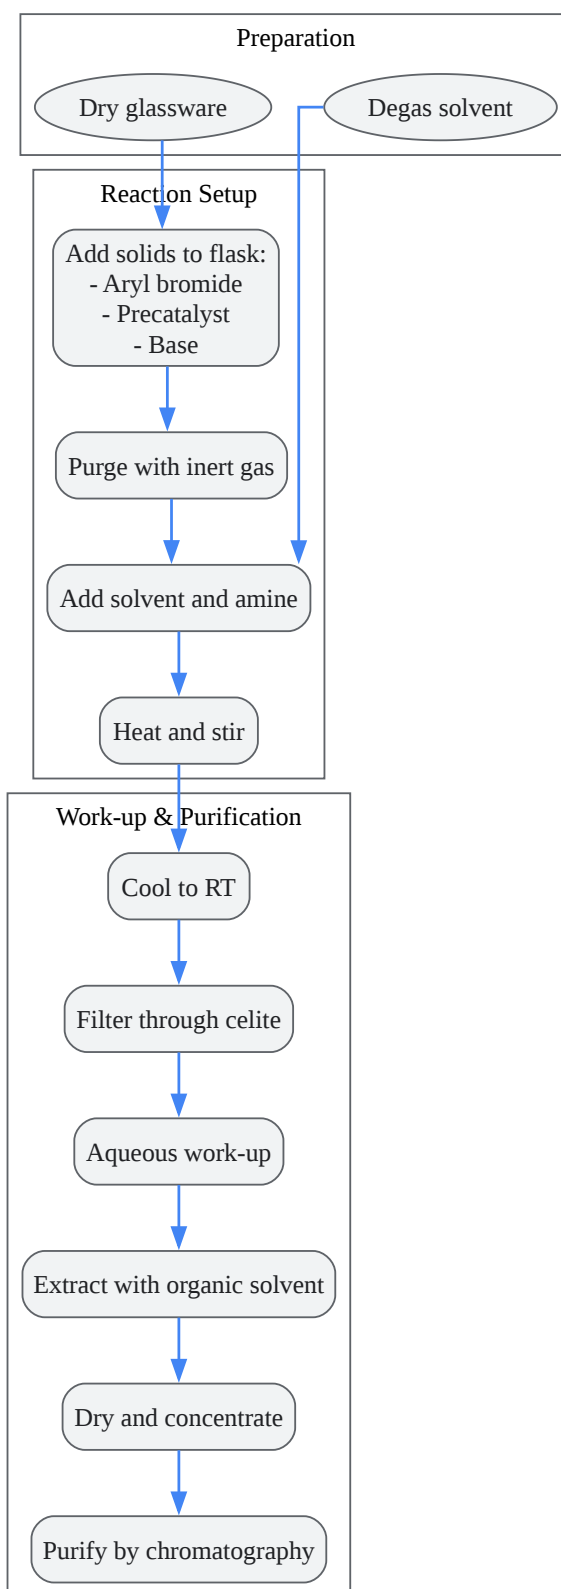 Preparation
Dry glassware
Degas solvent
Reaction Setup
Add solids to flask:
- Aryl bromide
- Precatalyst
- Base
Purge with inert gas
Add solvent and amine
Heat and stir
Work-up & Purification
Cool to RT
Filter through celite
Aqueous work-up
Extract with organic solvent
Dry and concentrate
Purify by chromatography